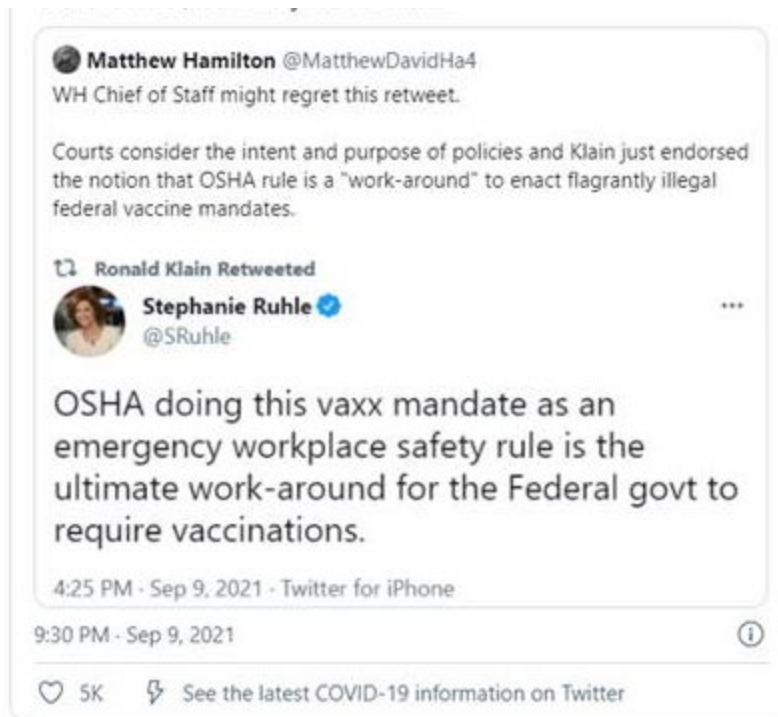 Matthew Hamilton @MatthewDavidHa4
WH Chief of Staff might regret this retweet.
Courts consider the intent and purpose of policies and Klain just endorsed
the notion that OSHA rule is a "work-around" to enact flagrantly illegal
federal vaccine mandates.
Ronald Klain Retweeted
Stephanie Ruhle
@SRuhle
OSHA doing this vaxx mandate as an
emergency workplace safety rule is the
ultimate work-around for the Federal govt to
require vaccinations.
4:25 PM · Sep 9, 2021 · Twitter for iPhone
9:30 PM · Sep 9, 2021
5K See the latest COVID-19 information on Twitter